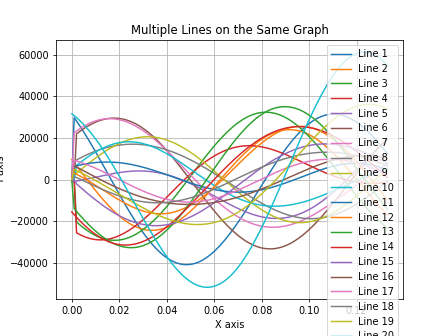 Multiple Lines on the Same Graph
60000
40000
20000
0
−20000
−40000
0.00
0.02
0.04
0.06
0.08
0.10
X axis
Line 1
Line 2
Line 3
Line 4
Line 5
Line 6
Line 7
Line 8
Line 9
Line 10
Line 11
Line 12
Line 13
Line 14
Line 15
Line 16
Line 17
Line 18
Line 19
Line 20